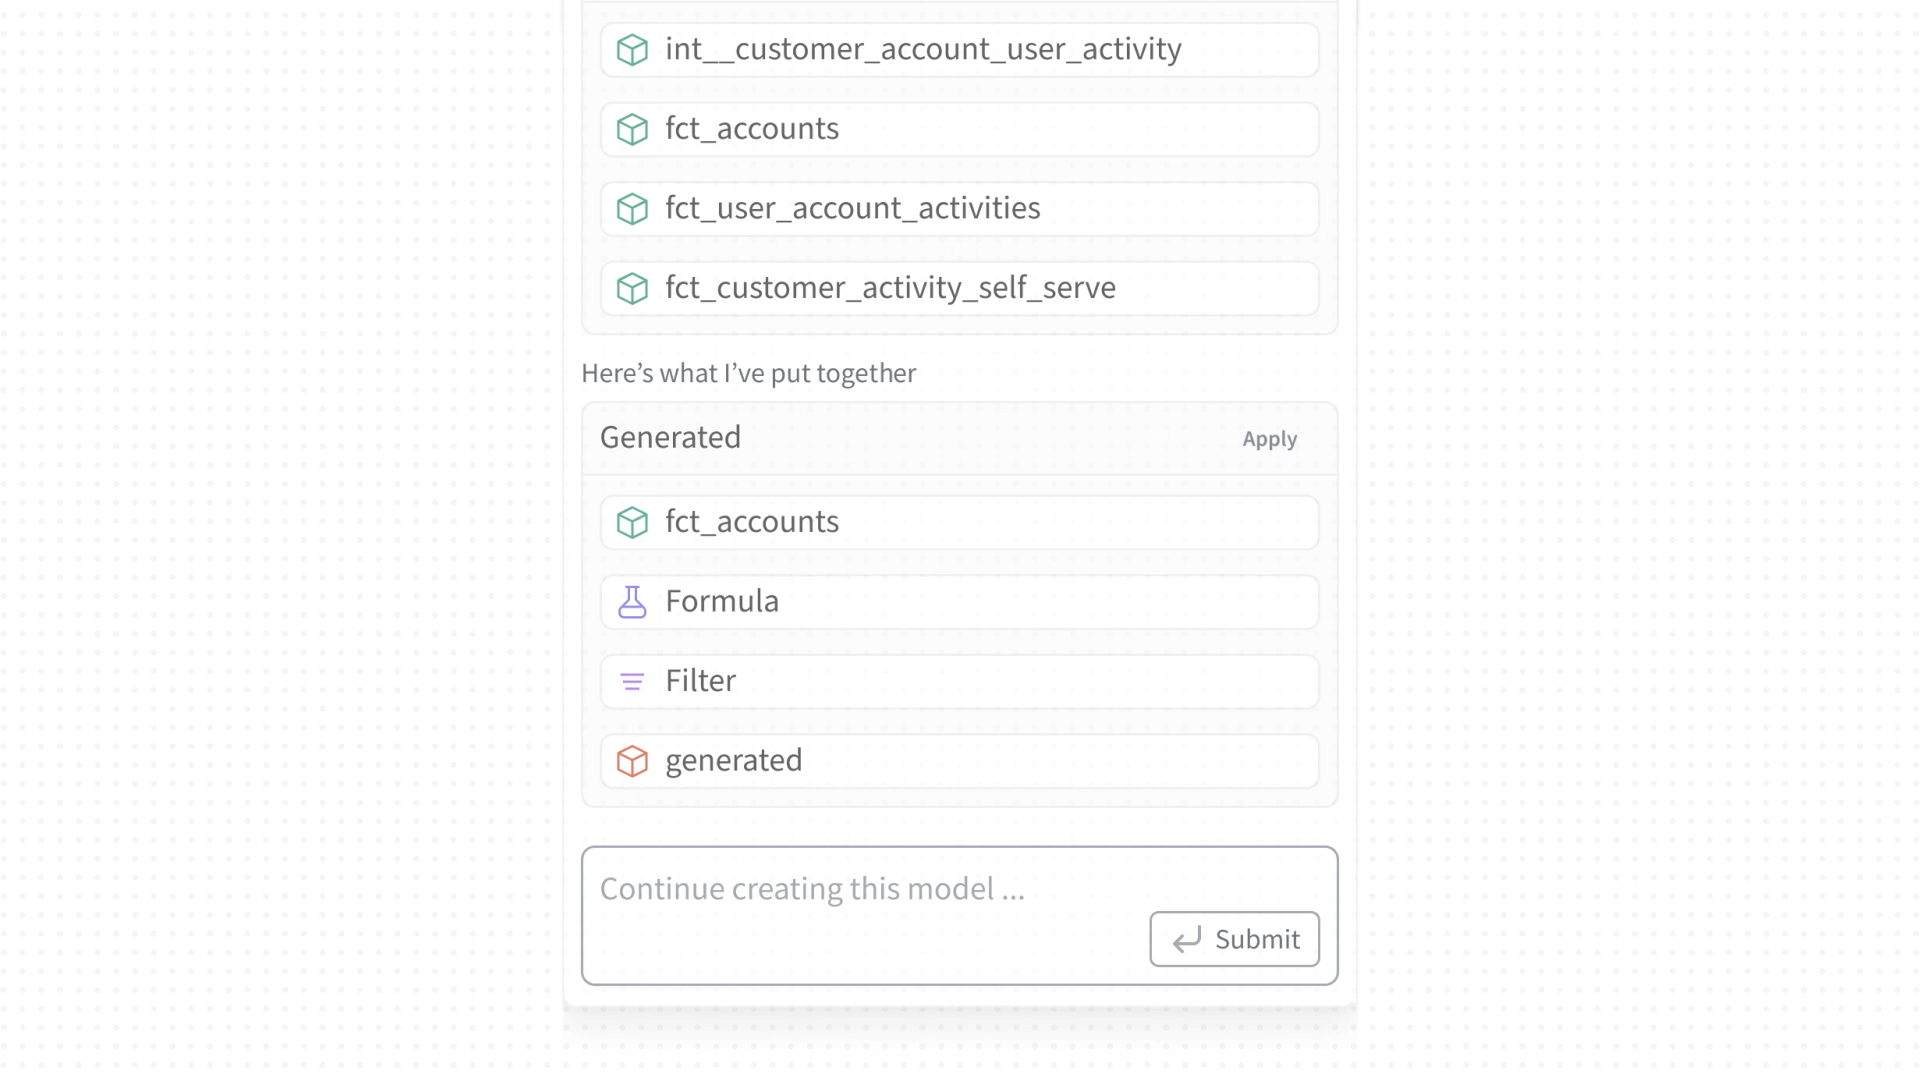 int__customer_account_user_activity
fct_accounts
fct_user_account_activities
fct_customer_activity_self_serve
Here’s what I’ve put together
Generated
Apply
fct_accounts
Formula
Filter
generated
Continue creating this model ...
Submit